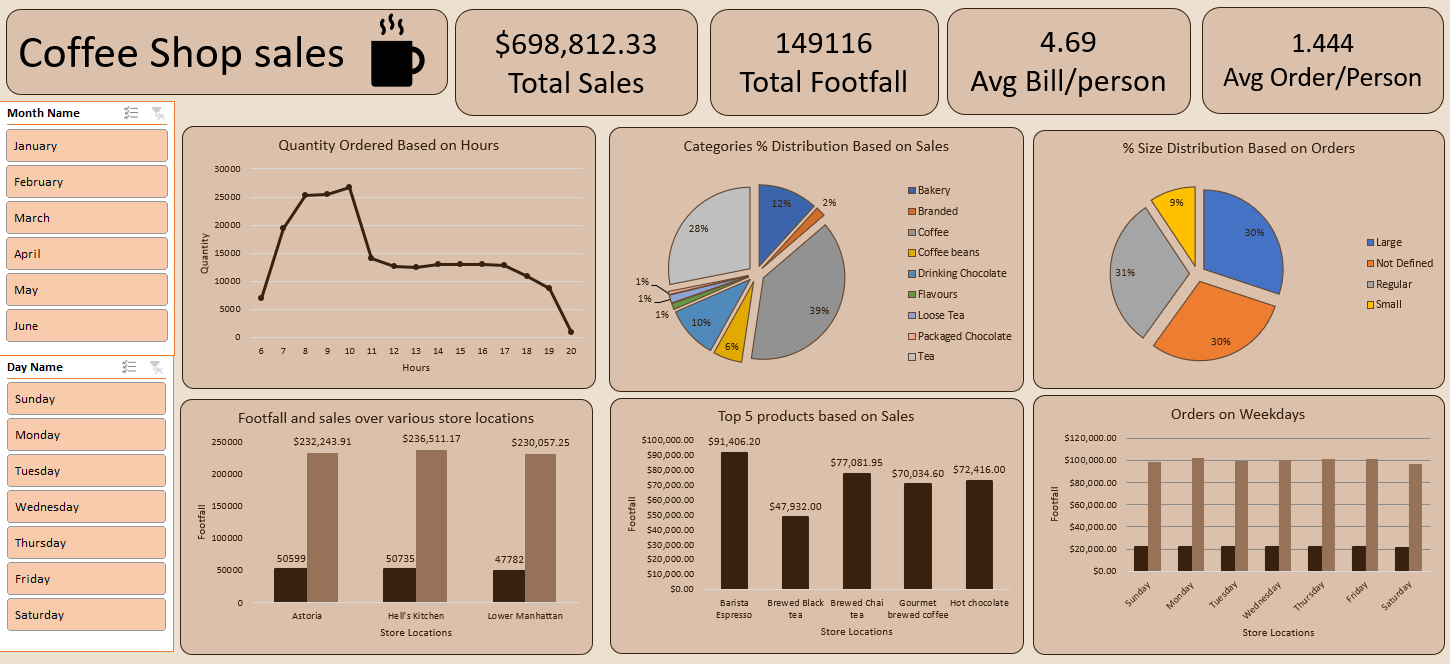 Coffee Shop sales
$698,812.33
Total Sales
149116
Total Footfall
4.69
Avg Bill/person
1.444
Avg Order/Person
Month Name
January
February
March
April
May
June
Day Name
Sunday
Monday
Tuesday
Wednesday
Thursday
Friday
Saturday
Quantity Ordered Based on Hours
30000
25000
20000
15000
10000
5000
0
Quantity
6 7 8 9 10 11 12 13 14 15 16 17 18 19 20
Hours
Categories % Distribution Based on Sales
12%
2%
28%
39%
1%
1%
1%
10%
6%
Bakery
Branded
Coffee
Coffee beans
Drinking Chocolate
Flavours
Loose Tea
Packaged Chocolate
Tea
% Size Distribution Based on Orders
9%
30%
31%
30%
Large
Not Defined
Regular
Small
Footfall and sales over various store locations
250000
200000
150000
100000
50000
0
Footfall
$232,243.91
$236,511.17
$230,057.25
50599
50735
47782
Astoria
Hell's Kitchen
Lower Manhattan
Store Locations
Top 5 products based on Sales
$100,000.00
$90,000.00
$80,000.00
$70,000.00
$60,000.00
$50,000.00
$40,000.00
$30,000.00
$20,000.00
$10,000.00
$0.00
Footfall
$91,406.20
$47,932.00
$77,081.95
$70,034.60
$72,416.00
Barista
Espresso
Brewed Black
tea
Brewed Chai
tea
Gourmet
brewed coffee
Hot chocolate
Store Locations
Orders on Weekdays
$120,000.00
$100,000.00
$80,000.00
$60,000.00
$40,000.00
$20,000.00
$0.00
Footfall
Sunday
Monday
Tuesday
Wednesday
Thursday
Friday
Saturday
Store Locations